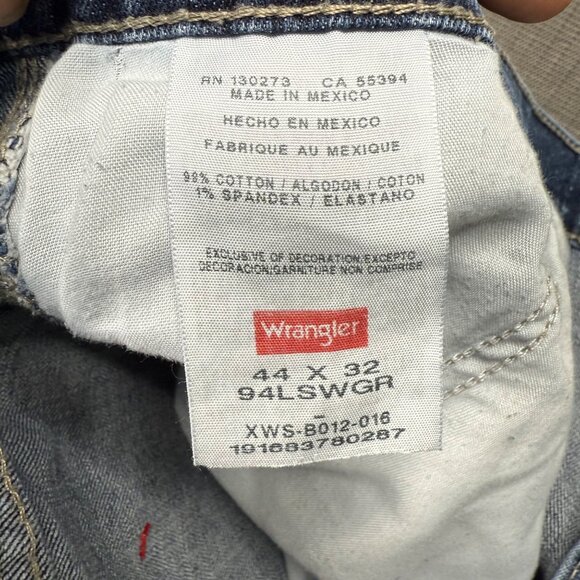 RN 130273 CA 55394
MADE IN MEXICO
HECHO EN MEXICO
FABRIQUE AU MEXIQUE
99% COTTON / ALGODON / COTON
1% SPANDEX / ELASTANO
EXCLUSIVE OF DECORATION EXCEPTO
DECORACION/GARNITURE NON COMPRISE
Wrangler
44 X 32
94LSWGR
-
XWS-B012-016
191683780287